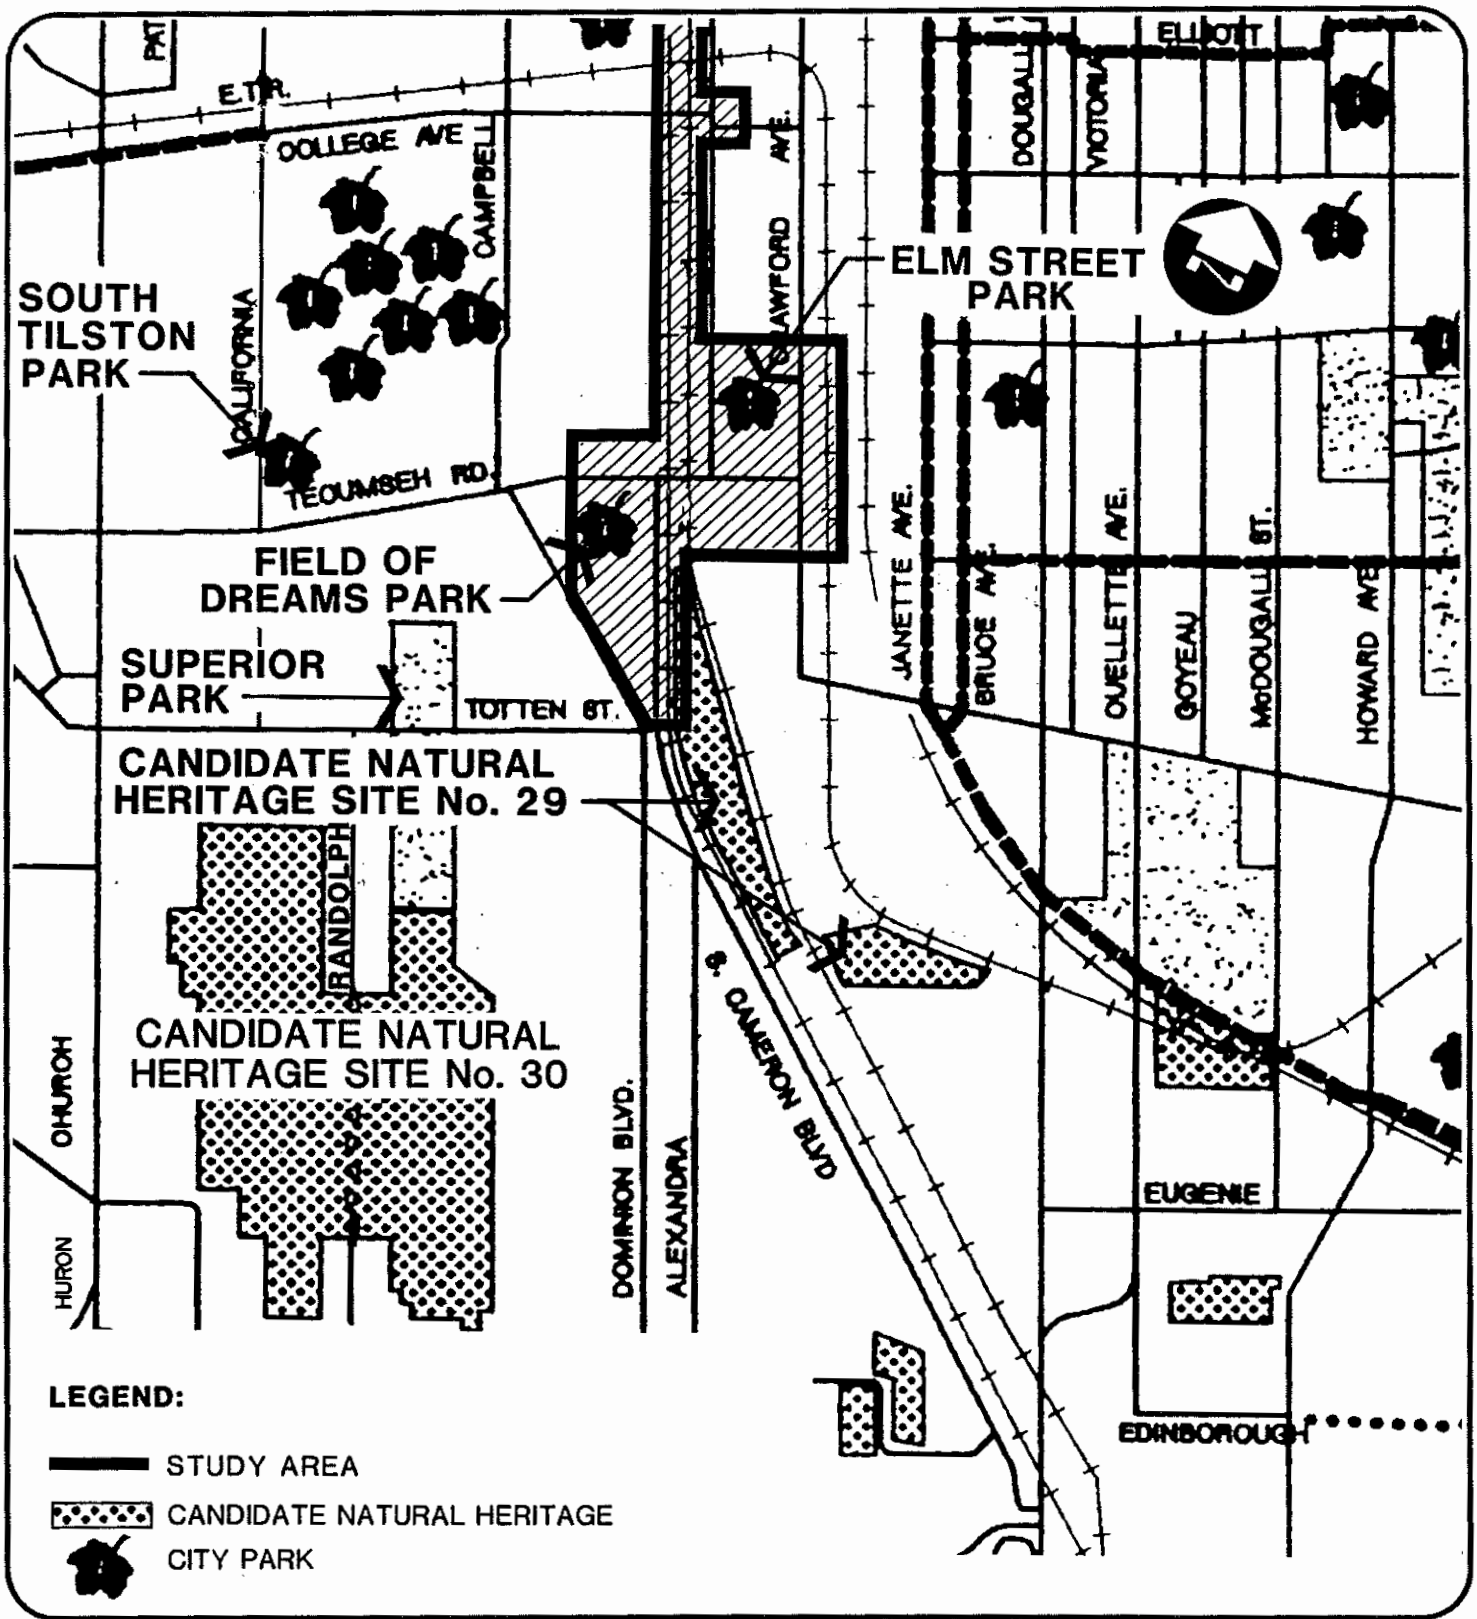 PAT
ELLIOTT
E.T.R.
COLLEGE AVE
CAMPBELL
CRAWFORD AVE.
DOUGALL
VICTORIA
ELM STREET
PARK
SOUTH
TILSTON
PARK
CALIFORNIA
TECUMSEH RD.
FIELD OF
DREAMS PARK
JANETTE AVE.
BRUCE AVE.
OUELLETTE AVE.
GOYEAU
McDOUGALL ST.
HOWARD AVE
SUPERIOR
PARK
TOTTEN ST.
CANDIDATE NATURAL
HERITAGE SITE No. 29
RANDOLPH
CANDIDATE NATURAL
HERITAGE SITE No. 30
CHURCH
HURON
DOMINION BLVD.
ALEXANDRA
S. CAMERON BLVD
EUGENIE
EDINBOROUGH
LEGEND:
STUDY AREA
CANDIDATE NATURAL HERITAGE
CITY PARK